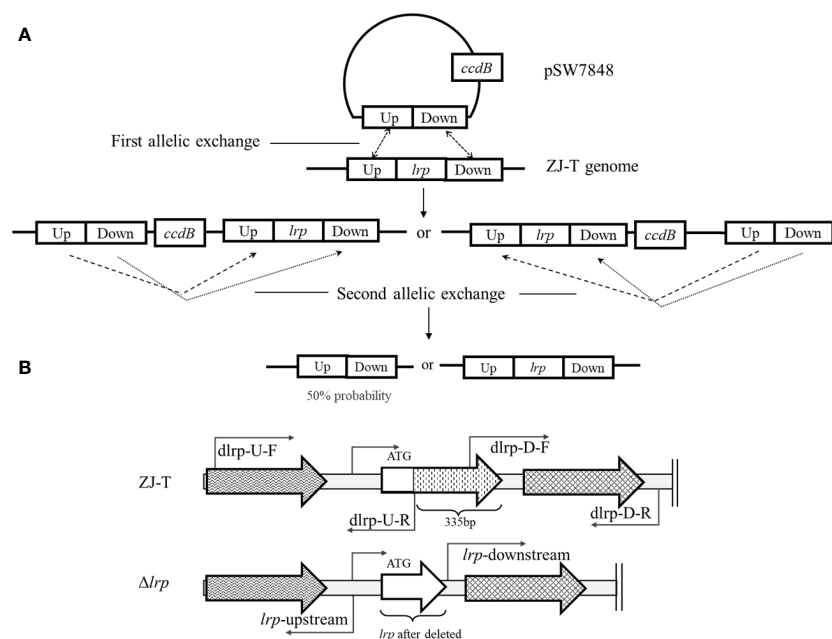 A
ccdB
pSW7848
Up Down
First allelic exchange
Up lrp Down
ZJ-T genome
Up Down ccdB Up lrp Down or Up lrp Down ccdB Up Down
Second allelic exchange
B
Up Down or Up lrp Down
50% probability
dlrp-U-F
dlrp-D-F
ATG
ZJ-T
dlrp-U-R
335bp
dlrp-D-R
lrp-downstream
ATG
Δlrp
lrp-upstream
lrp after deleted